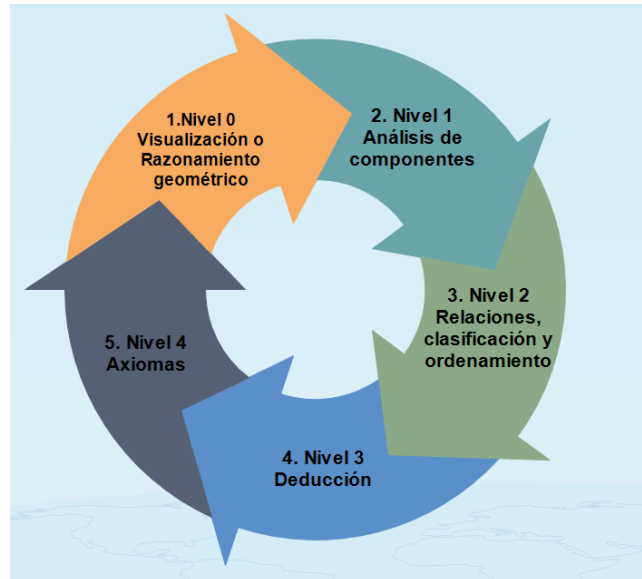 1.Nivel 0
Visualización o
Razonamiento
geométrico
2. Nivel 1
Análisis de
componentes
3. Nivel 2
Relaciones,
clasificación y
ordenamiento
4. Nivel 3
Deducción
5. Nivel 4
Axiomas